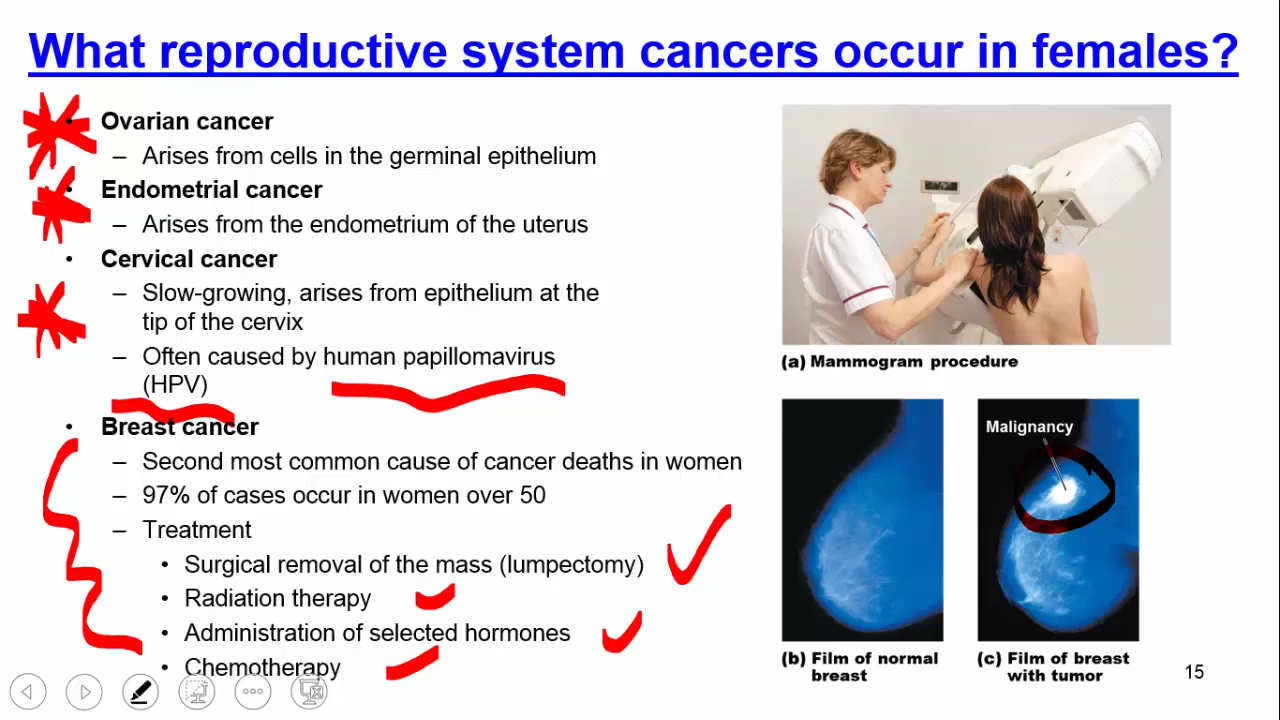 What reproductive system cancers occur in females?
• Ovarian cancer
– Arises from cells in the germinal epithelium
• Endometrial cancer
– Arises from the endometrium of the uterus
• Cervical cancer
– Slow-growing, arises from epithelium at the
tip of the cervix
– Often caused by human papillomavirus
(HPV)
• Breast cancer
– Second most common cause of cancer deaths in women
– 97% of cases occur in women over 50
– Treatment
• Surgical removal of the mass (lumpectomy)
• Radiation therapy
• Administration of selected hormones
• Chemotherapy
(a) Mammogram procedure
Malignancy
(b) Film of normal
breast
(c) Film of breast
with tumor
15